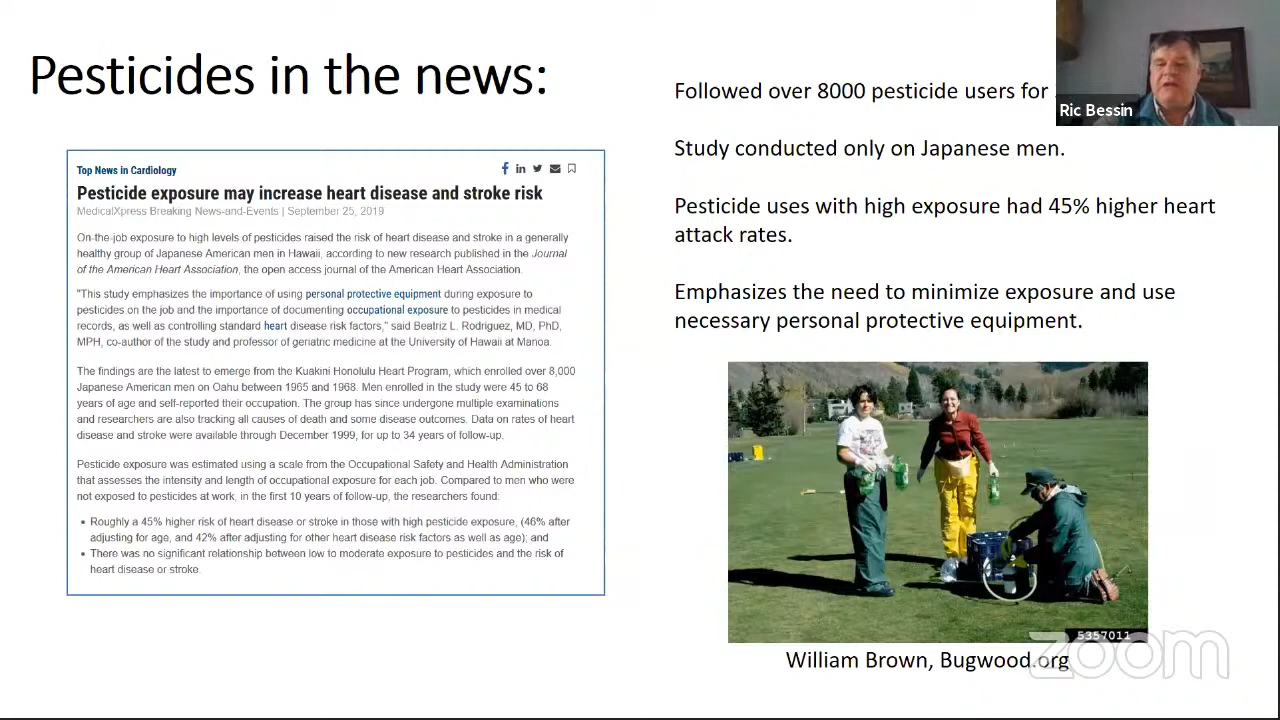 Pesticides in the news:
Top News in Cardiology
Pesticide exposure may increase heart disease and stroke risk
MedicalXpress Breaking News-and-Events | September 25, 2019
On-the-job exposure to high levels of pesticides raised the risk of heart disease and stroke in a generally
healthy group of Japanese American men in Hawaii, according to new research published in the Journal
of the American Heart Association, the open access journal of the American Heart Association.
"This study emphasizes the importance of using personal protective equipment during exposure to
pesticides on the job and the importance of documenting occupational exposure to pesticides in medical
records, as well as controlling standard heart disease risk factors," said Beatriz L. Rodriguez, MD, PhD,
MPH, co-author of the study and professor of geriatric medicine at the University of Hawaii at Manoa.
The findings are the latest to emerge from the Kuakini Honolulu Heart Program, which enrolled over 8,000
Japanese American men on Oahu between 1965 and 1968. Men enrolled in the study were 45 to 68
years of age and self-reported their occupation. The group has since undergone multiple examinations
and researchers are also tracking all causes of death and some disease outcomes. Data on rates of heart
disease and stroke were available through December 1999, for up to 34 years of follow-up.
Pesticide exposure was estimated using a scale from the Occupational Safety and Health Administration
that assesses the intensity and length of occupational exposure for each job. Compared to men who were
not exposed to pesticides at work, in the first 10 years of follow-up, the researchers found:
• Roughly a 45% higher risk of heart disease or stroke in those with high pesticide exposure, (46% after
adjusting for age, and 42% after adjusting for other heart disease risk factors as well as age); and
• There was no significant relationship between low to moderate exposure to pesticides and the risk of
heart disease or stroke.
Followed over 8000 pesticide users for
Study conducted only on Japanese men.
Pesticide uses with high exposure had 45% higher heart
attack rates.
Emphasizes the need to minimize exposure and use
necessary personal protective equipment.
Ric Bessin
5357011
William Brown, Bugwood.org
zoom